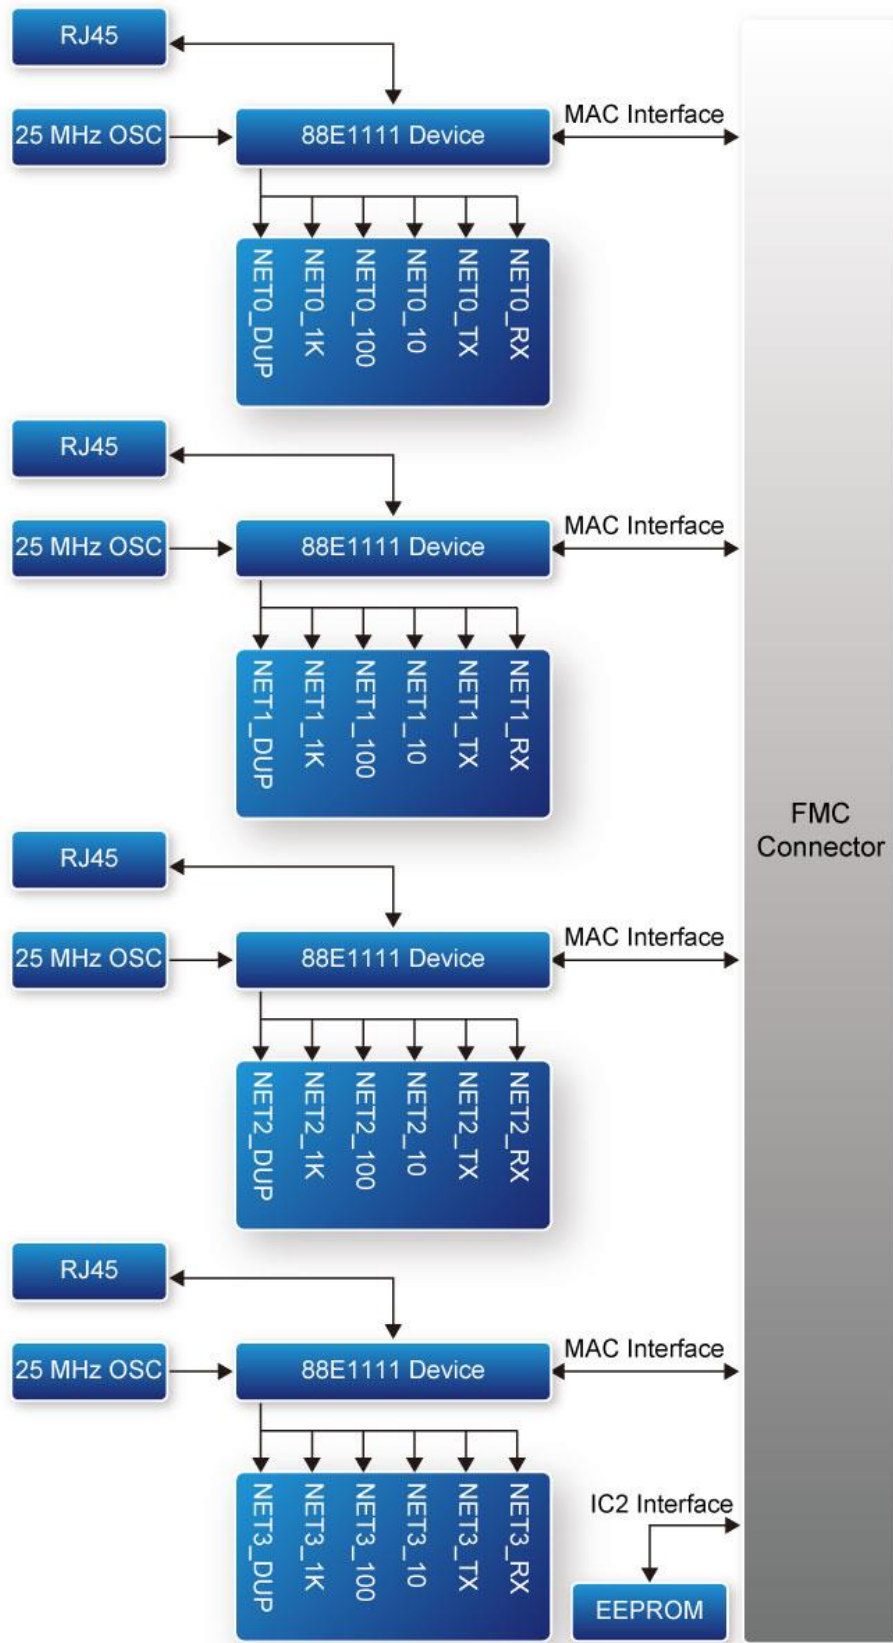 RJ45
25 MHz OSC
88E1111 Device
MAC Interface
NET0_DUP
NET0_1K
NET0_100
NET0_10
NET0_TX
NET0_RX
RJ45
25 MHz OSC
88E1111 Device
MAC Interface
NET1_DUP
NET1_1K
NET1_100
NET1_10
NET1_TX
NET1_RX
FMC
Connector
RJ45
25 MHz OSC
88E1111 Device
MAC Interface
NET2_DUP
NET2_1K
NET2_100
NET2_10
NET2_TX
NET2_RX
RJ45
25 MHz OSC
88E1111 Device
MAC Interface
NET3_DUP
NET3_1K
NET3_100
NET3_10
NET3_TX
NET3_RX
IC2 Interface
EEPROM